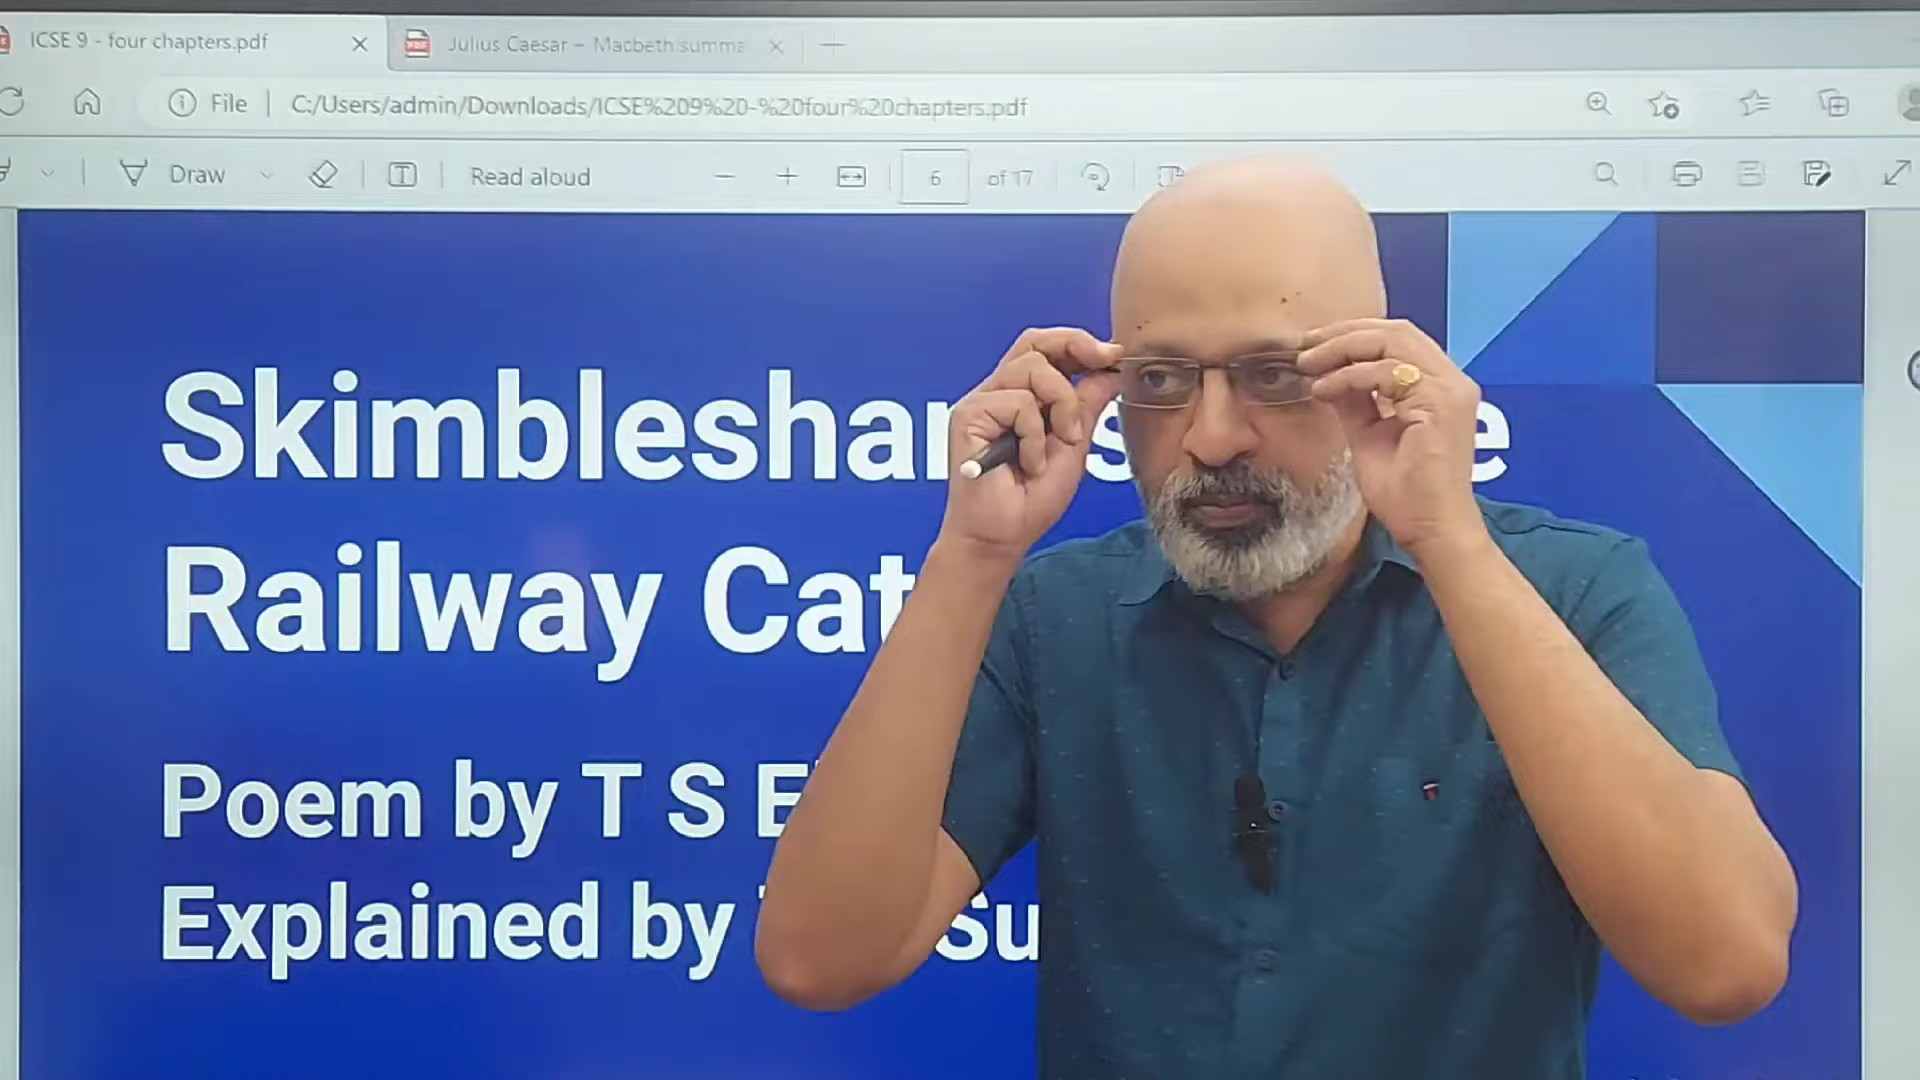 ICSE 9 - four chapters.pdf
Julius Caesar – Macbeth summa
File
C:/Users/admin/Downloads/ICSE%209%20-%20four%20chapters.pdf
Draw
Read aloud
6 of 17
Skimbleshan
Railway Cat
Poem by T S E
Explained by Su